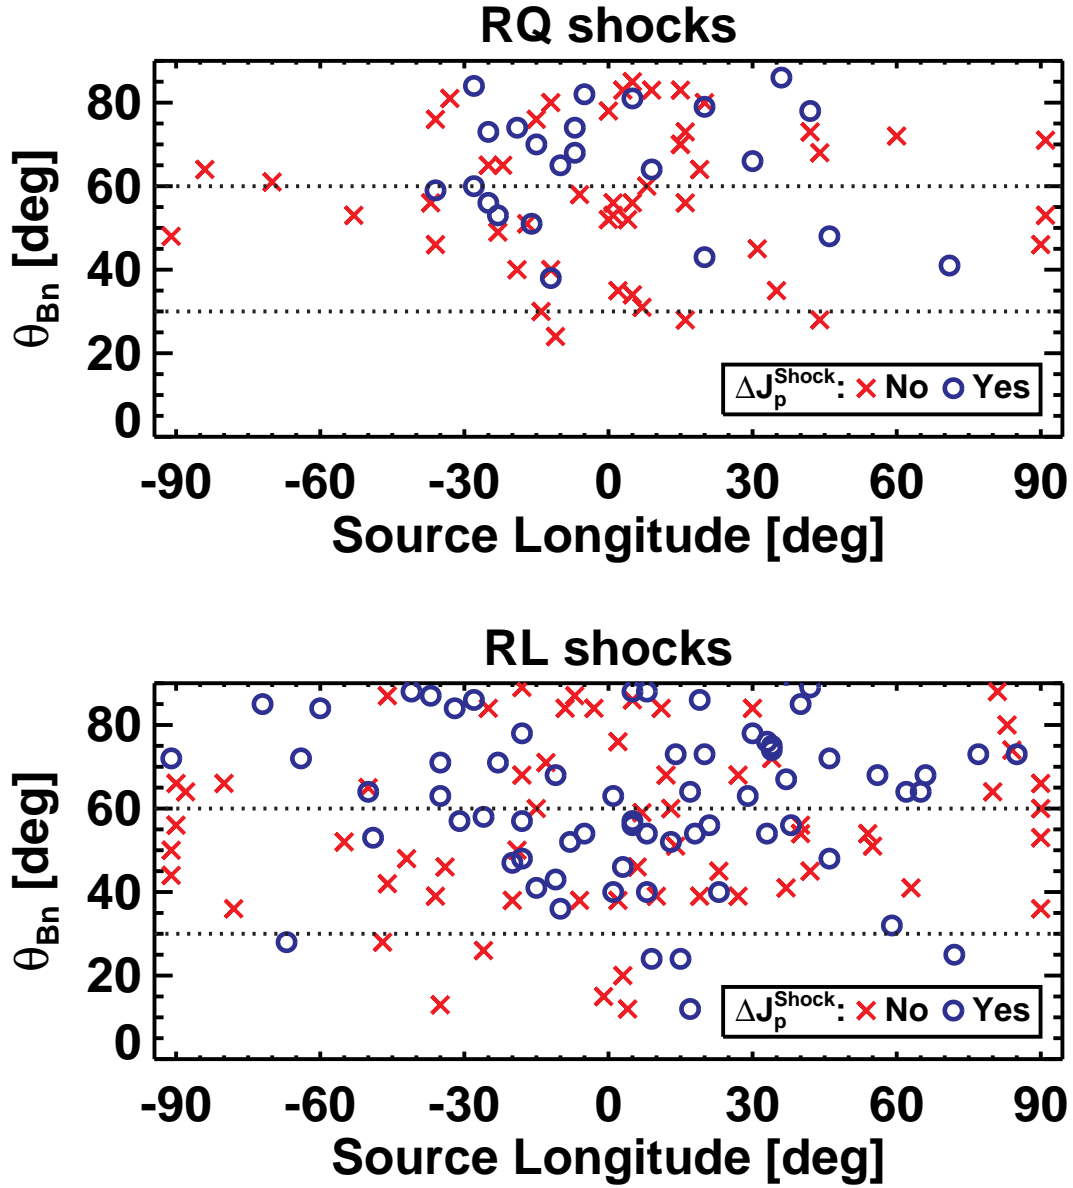 RQ shocks
80
60
40
20
0
θBn [deg]
ΔJpShock: No Yes
-90 -60 -30 0 30 60 90
Source Longitude [deg]
RL shocks
80
60
40
20
0
θBn [deg]
ΔJpShock: No Yes
-90 -60 -30 0 30 60 90
Source Longitude [deg]